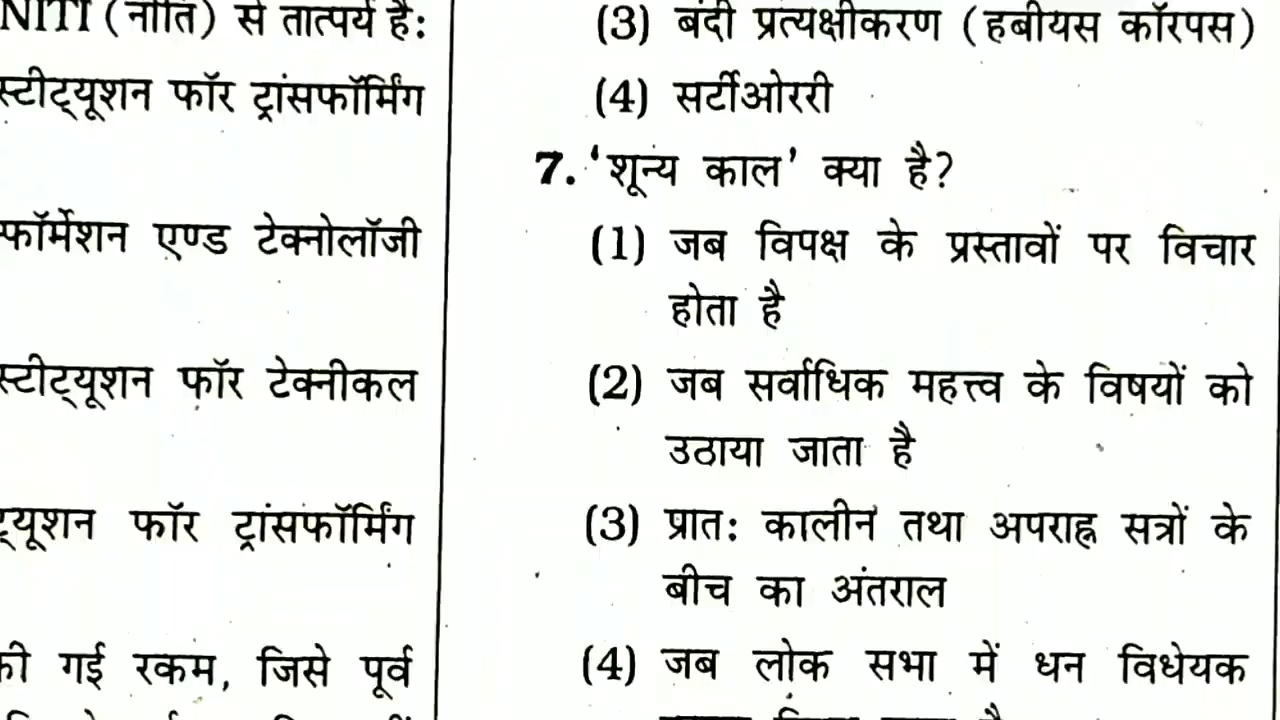 NITI (नीति) से तात्पर्य है:
स्टीट्यूशन फॉर ट्रांसफॉर्मिंग
फॉर्मेशन एण्ड टेक्नोलॉजी
स्टीट्यूशन फॉर टेक्नीकल
ट्यूशन फॉर ट्रांसफॉर्मिंग
की गई रकम, जिसे पूर्व
(3) बंदी प्रत्यक्षीकरण (हबीयस कॉरपस)
(4) सर्टीओररी
7. 'शून्य काल' क्या है?
(1) जब विपक्ष के प्रस्तावों पर विचार
होता है
(2) जब सर्वाधिक महत्त्व के विषयों को
उठाया जाता है
(3) प्रात: कालीन तथा अपराह्न सत्रों के
बीच का अंतराल
(4) जब लोक सभा में धन विधेयक